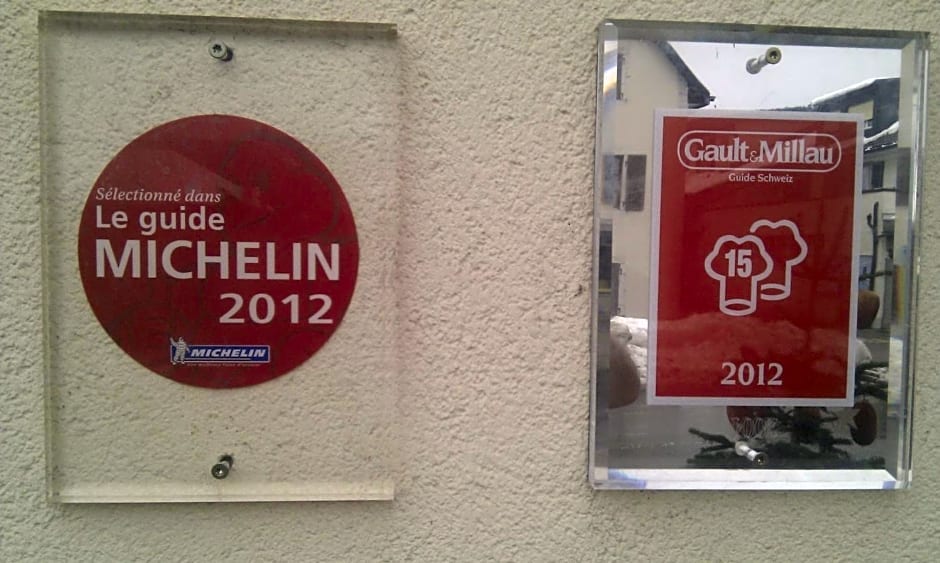 Sélectionné dans
Le guide
MICHELIN
2012
MICHELIN
Gault&Millau
Guide Schweiz
15
2012